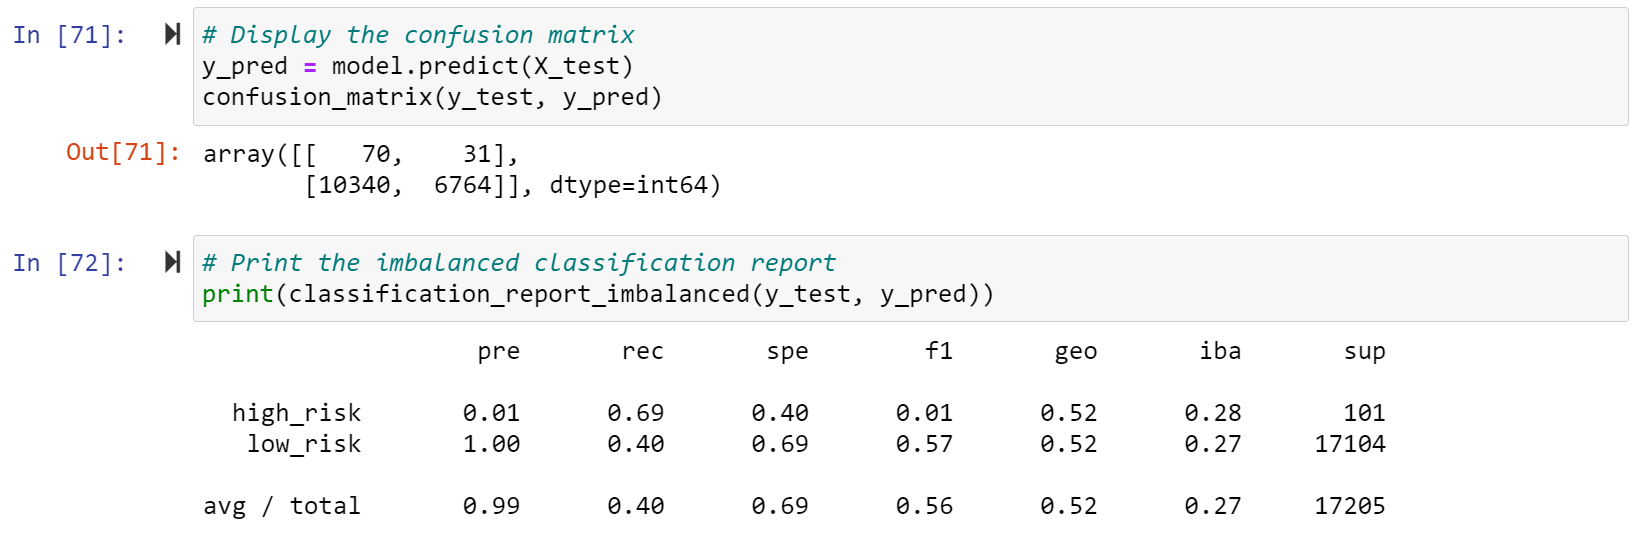 In [71]: # Display the confusion matrix
y_pred = model.predict(X_test)
confusion_matrix(y_test, y_pred)
Out[71]: array([[   70,    31],
       [10340,  6764]], dtype=int64)
In [72]: # Print the imbalanced classification report
print(classification_report_imbalanced(y_test, y_pred))
pre rec spe f1 geo iba sup
high_risk 0.01 0.69 0.40 0.01 0.52 0.28 101
low_risk 1.00 0.40 0.69 0.57 0.52 0.27 17104
avg / total 0.99 0.40 0.69 0.56 0.52 0.27 17205